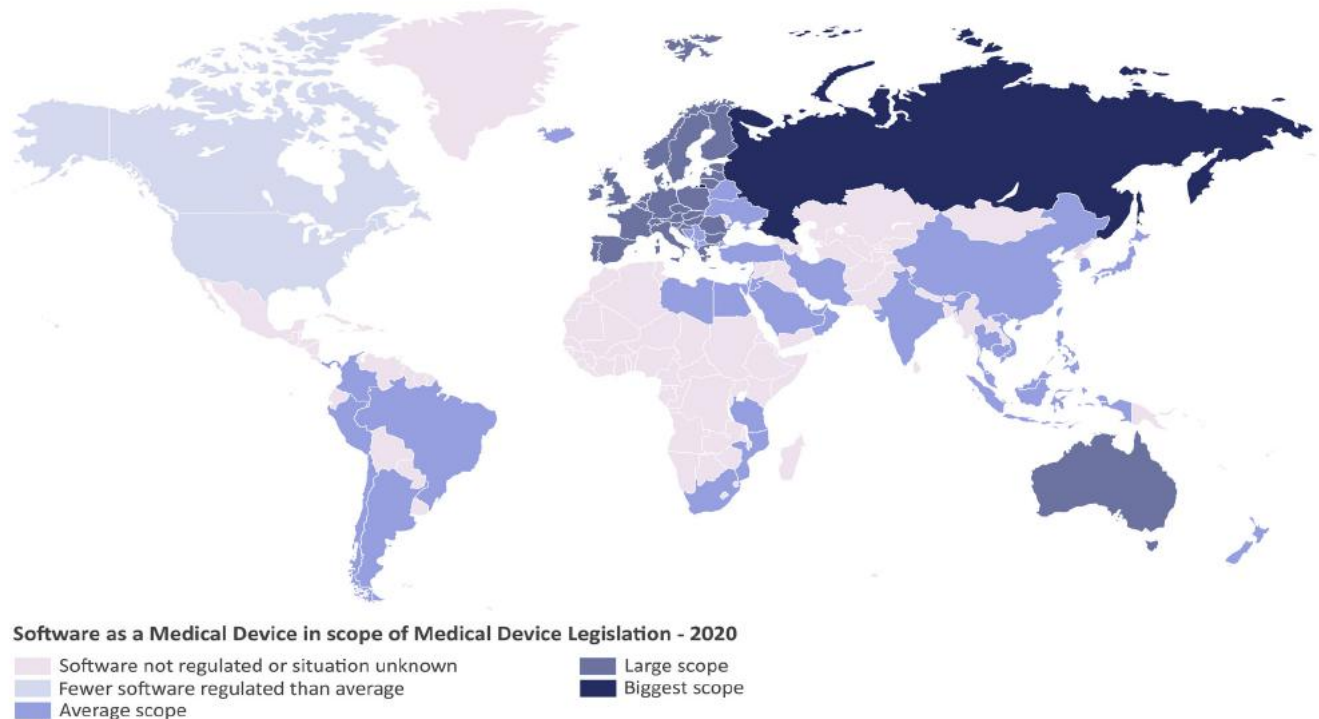 Software as a Medical Device in scope of Medical Device Legislation - 2020
Software not regulated or situation unknown
Fewer software regulated than average
Average scope
Large scope
Biggest scope